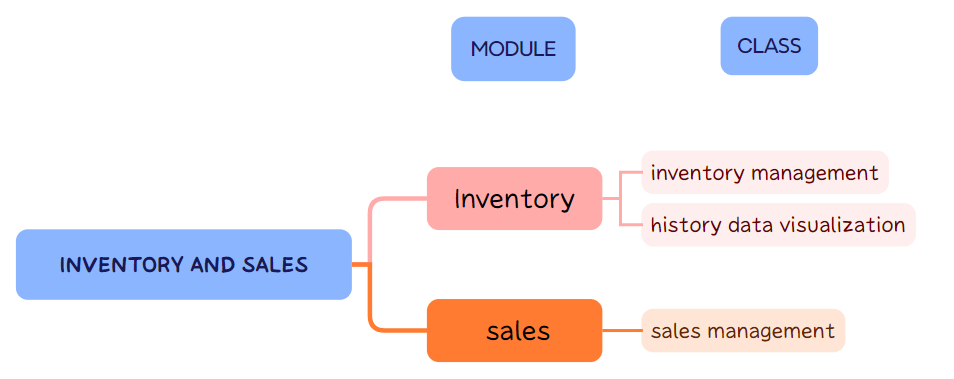 MODULE
CLASS
Inventory
inventory management
history data visualization
INVENTORY AND SALES
sales
sales management